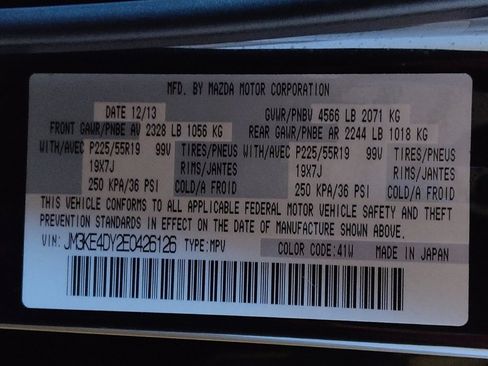 MFD. BY MAZDA MOTOR CORPORATION
DATE 12/13 GVWR/PNBV 4566 LB 2071 KG
FRONT GAWR/PNBE AV 2328 LB 1056 KG REAR GAWR/PNBE AR 2244 LB 1018 KG
WITH/AVEC P225/55R19 99V TIRES/PNEUS WITH/AVEC P225/55R19 99V TIRES/PNEUS
19X7J RIMS/JANTES 19X7J RIMS/JANTES
250 KPA/36 PSI COLD/A FROID 250 KPA/36 PSI COLD/A FROID
THIS VEHICLE CONFORMS TO ALL APPLICABLE FEDERAL MOTOR VEHICLE SAFETY AND THEFT
PREVENTION STANDARDS IN EFFECT ON THE DATE OF MANUFACTURE SHOWN ABOVE.
VIN: JM3KE4DY2E0426126 TYPE: MPV COLOR CODE: 41W MADE IN JAPAN